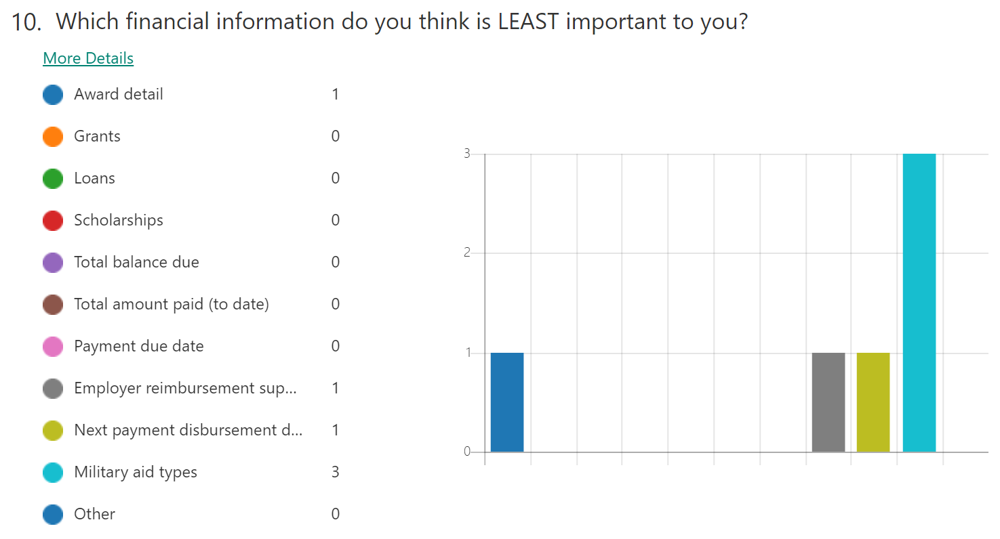 10. Which financial information do you think is LEAST important to you?
More Details
Award detail 1
Grants 0
Loans 0
Scholarships 0
Total balance due 0
Total amount paid (to date) 0
Payment due date 0
Employer reimbursement sup... 1
Next payment disbursement d... 1
Military aid types 3
Other 0
3
2
1
0